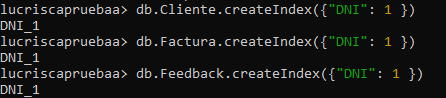 lucriscapruebaa> db.Cliente.createIndex({"DNI": 1 })
DNI_1
lucriscapruebaa> db.Factura.createIndex({"DNI": 1 })
DNI_1
lucriscapruebaa> db.Feedback.createIndex({"DNI": 1 })
DNI_1